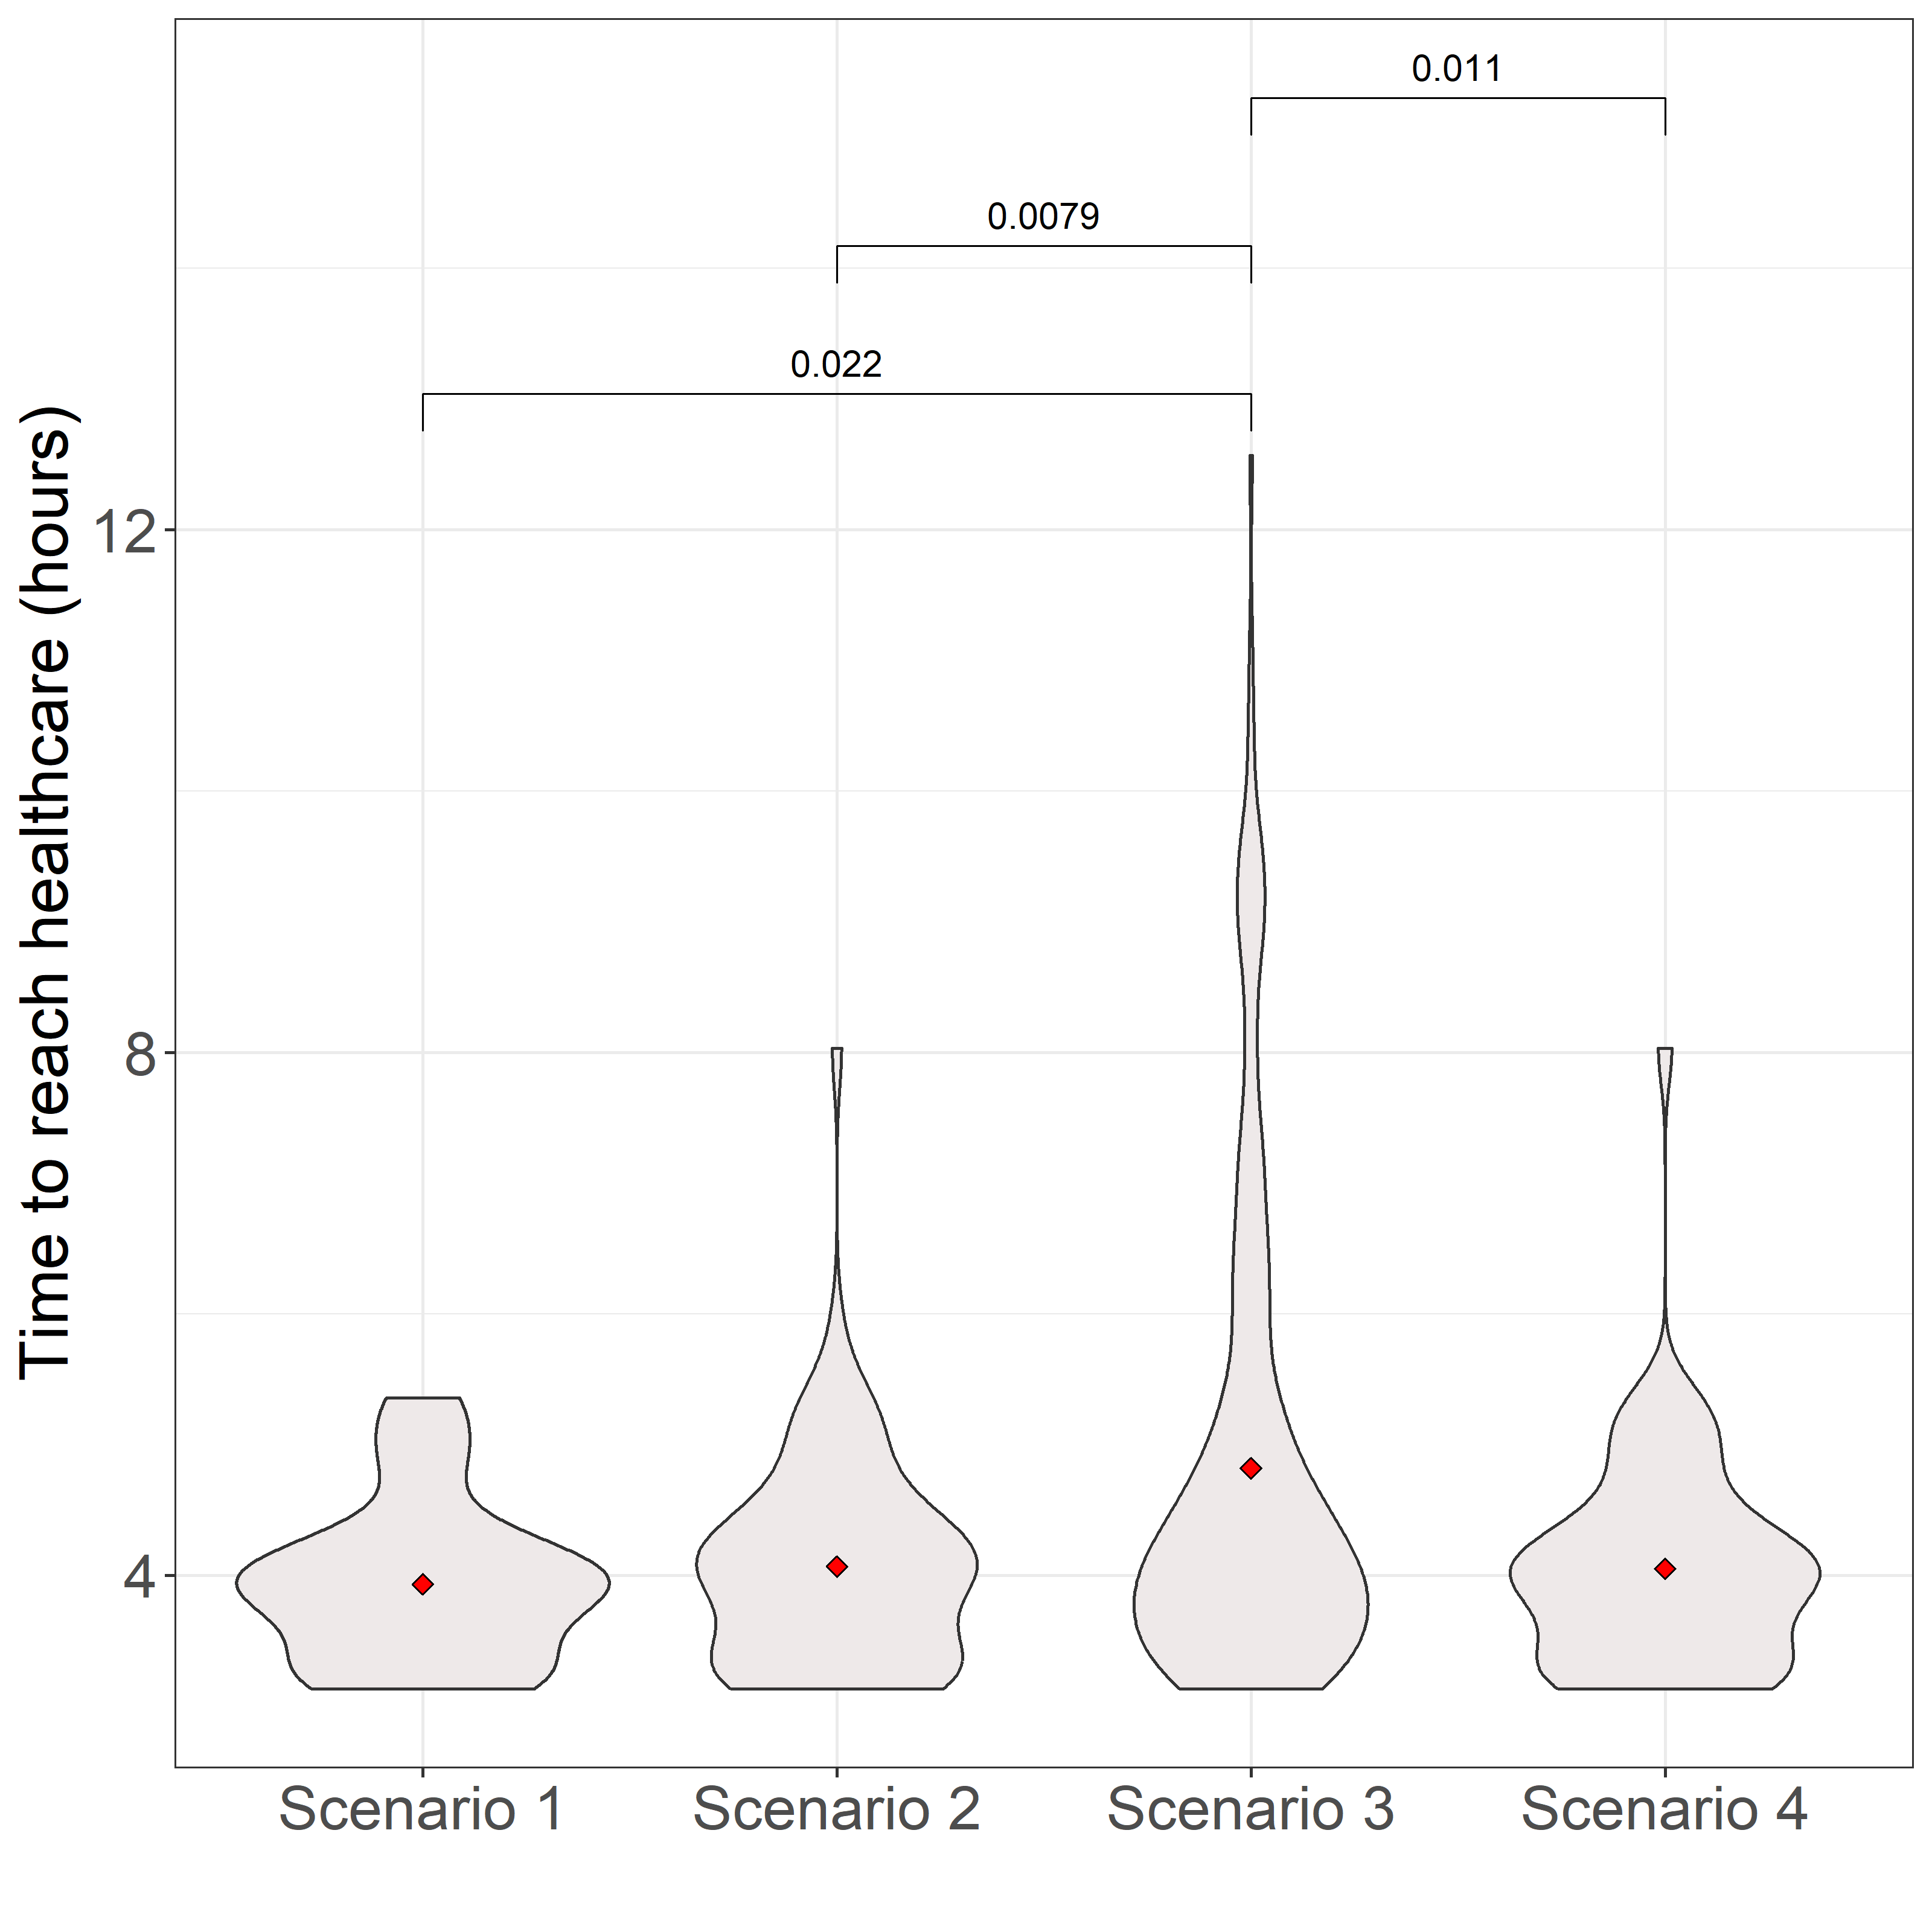 0.011
0.0079
0.022
Time to reach healthcare (hours)
12
8
4
Scenario 1
Scenario 2
Scenario 3
Scenario 4